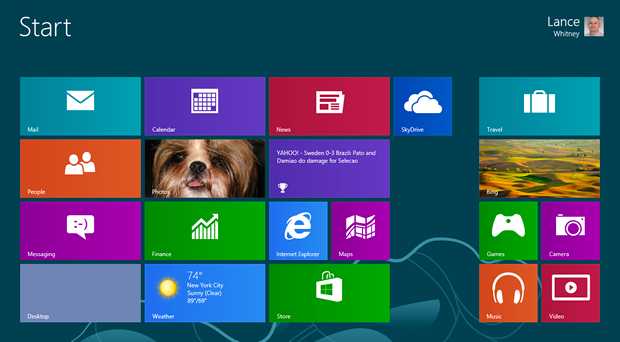 Start
Lance
Whitney
Mail
Calendar
News
SkyDrive
Travel
People
Photos
YAHOO! - Sweden 0-3 Brazil: Pato and
Damiao do damage for Selecao
Bing
Messaging
:-)
Finance
Internet Explorer
Maps
Games
Camera
Desktop
74°
New York City
Sunny (Clear)
89°/69°
Weather
Store
Music
Video